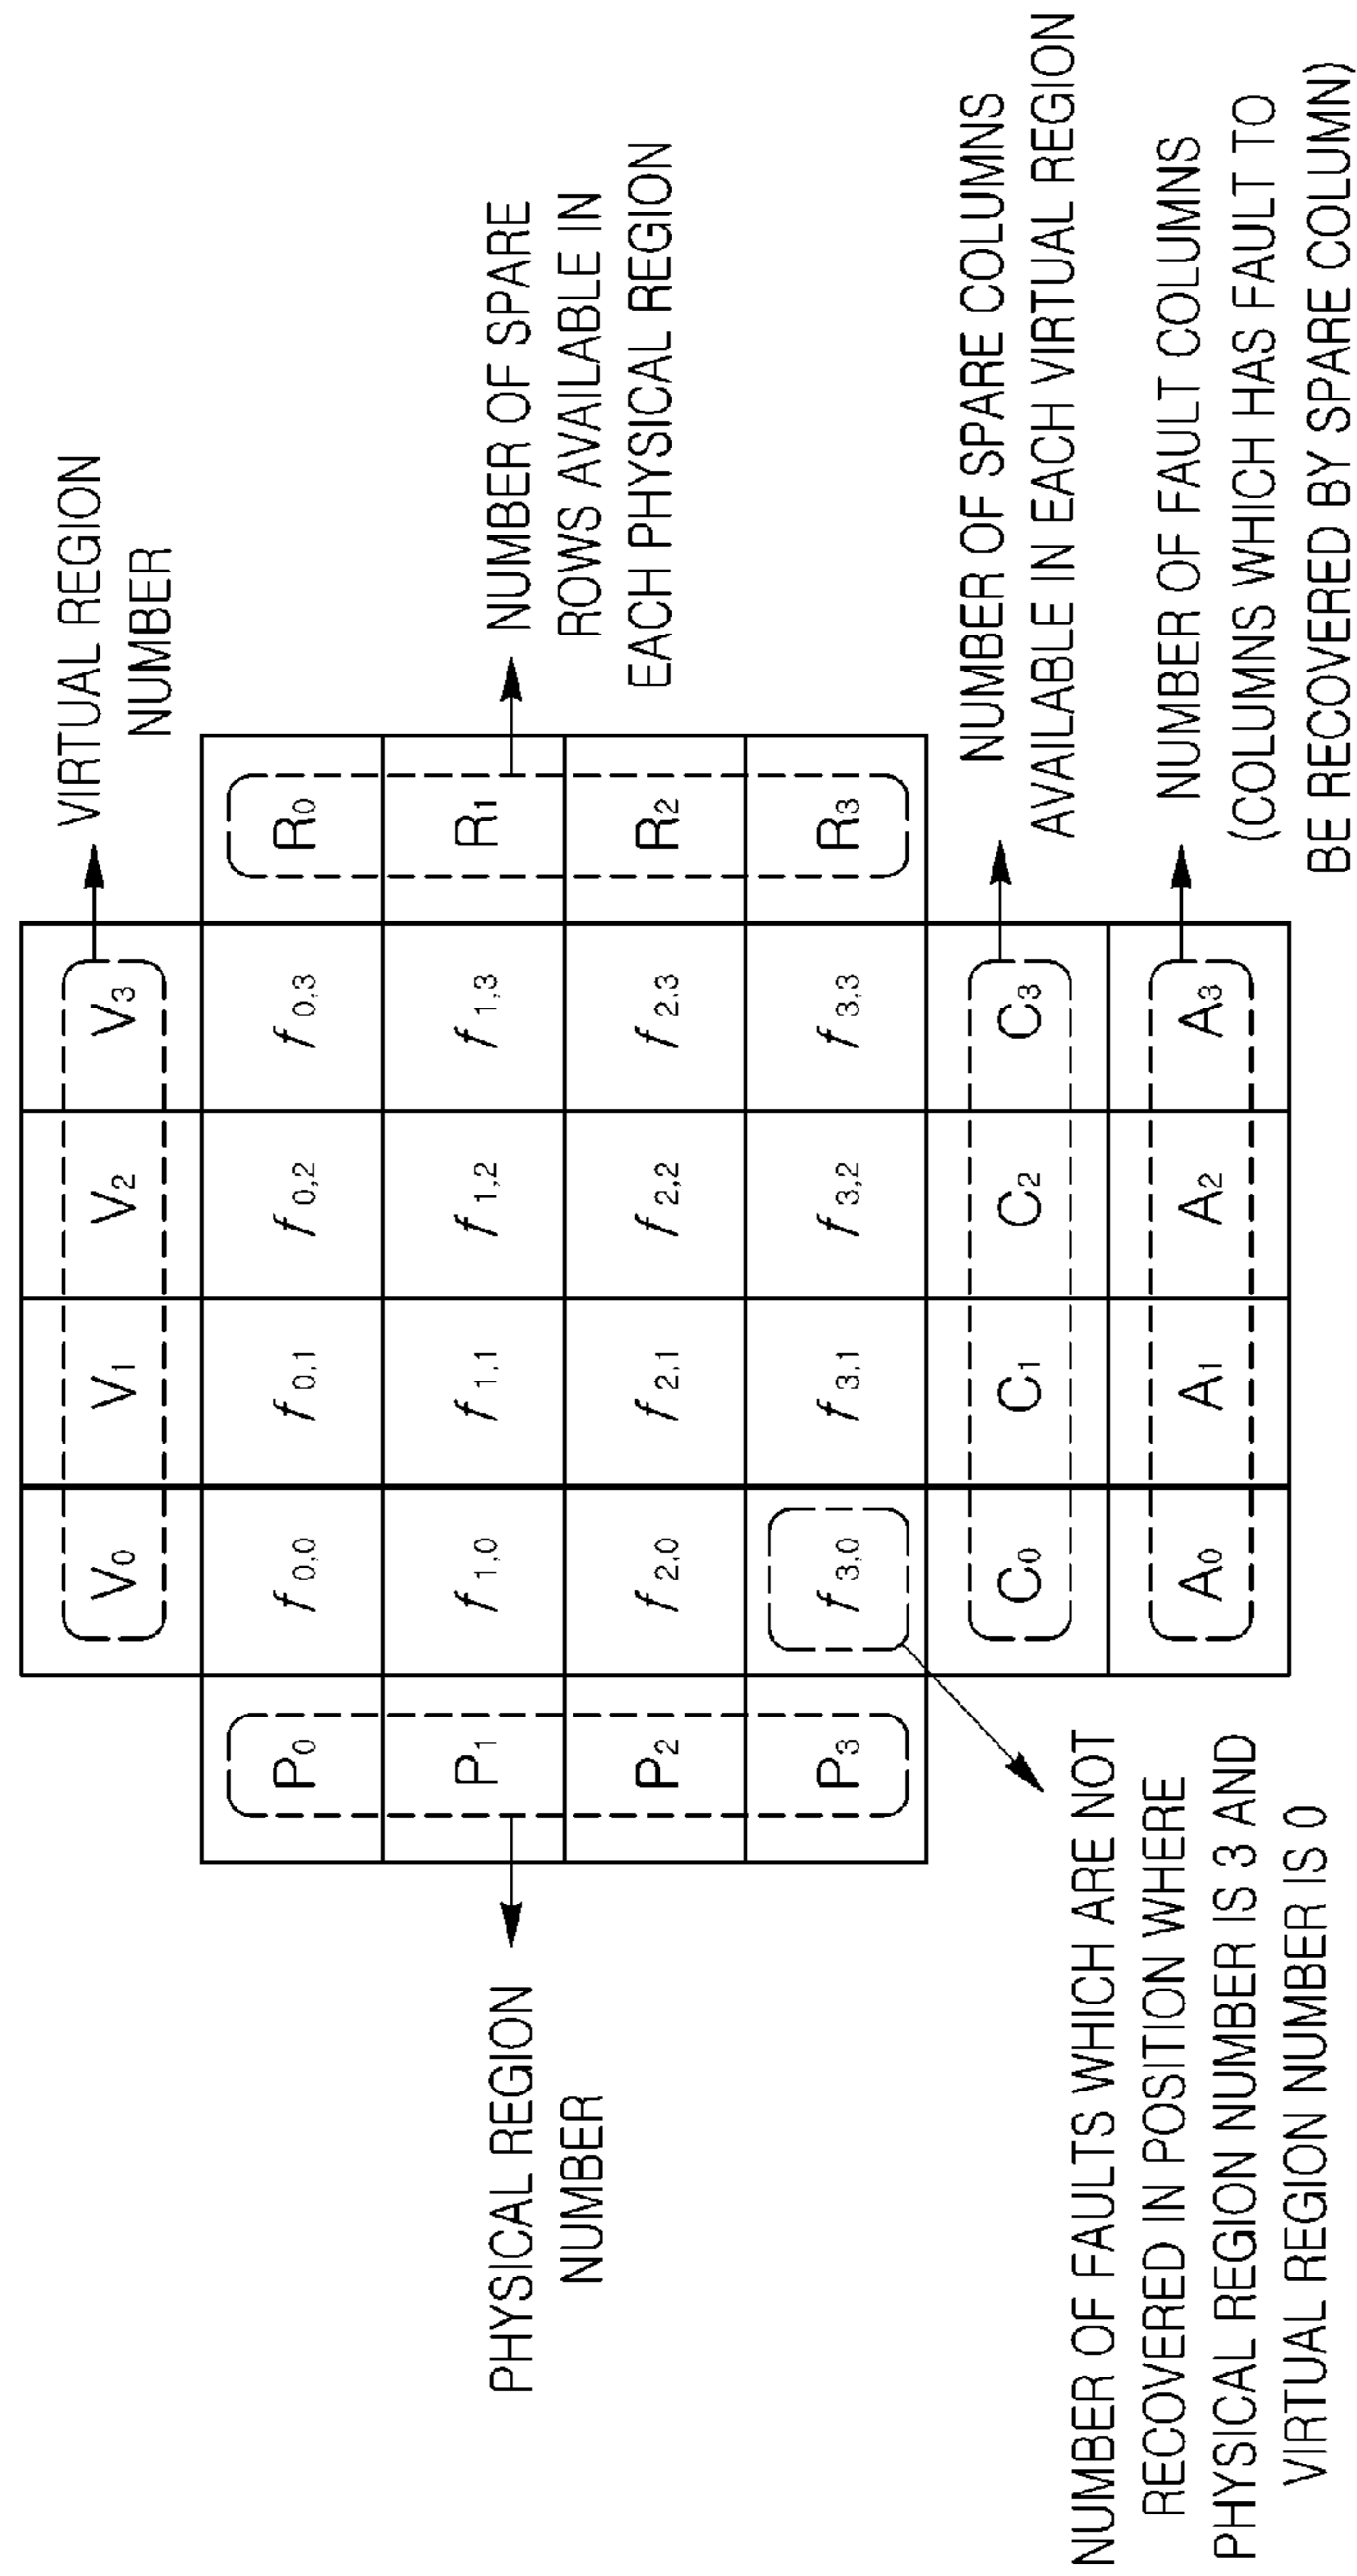 VIRTUAL REGION
NUMBER
V0 V1 V2 V3
P0 f0,0 f0,1 f0,2 f0,3 R0
P1 f1,0 f1,1 f1,2 f1,3 R1
P2 f2,0 f2,1 f2,2 f2,3 R2
P3 f3,0 f3,1 f3,2 f3,3 R3
C0 C1 C2 C3
A0 A1 A2 A3
PHYSICAL REGION
NUMBER
NUMBER OF SPARE
ROWS AVAILABLE IN
EACH PHYSICAL REGION
NUMBER OF SPARE COLUMNS
AVAILABLE IN EACH VIRTUAL REGION
NUMBER OF FAULT COLUMNS
(COLUMNS WHICH HAS FAULT TO
BE RECOVERED BY SPARE COLUMN)
NUMBER OF FAULTS WHICH ARE NOT
RECOVERED IN POSITION WHERE
PHYSICAL REGION NUMBER IS 3 AND
VIRTUAL REGION NUMBER IS 0